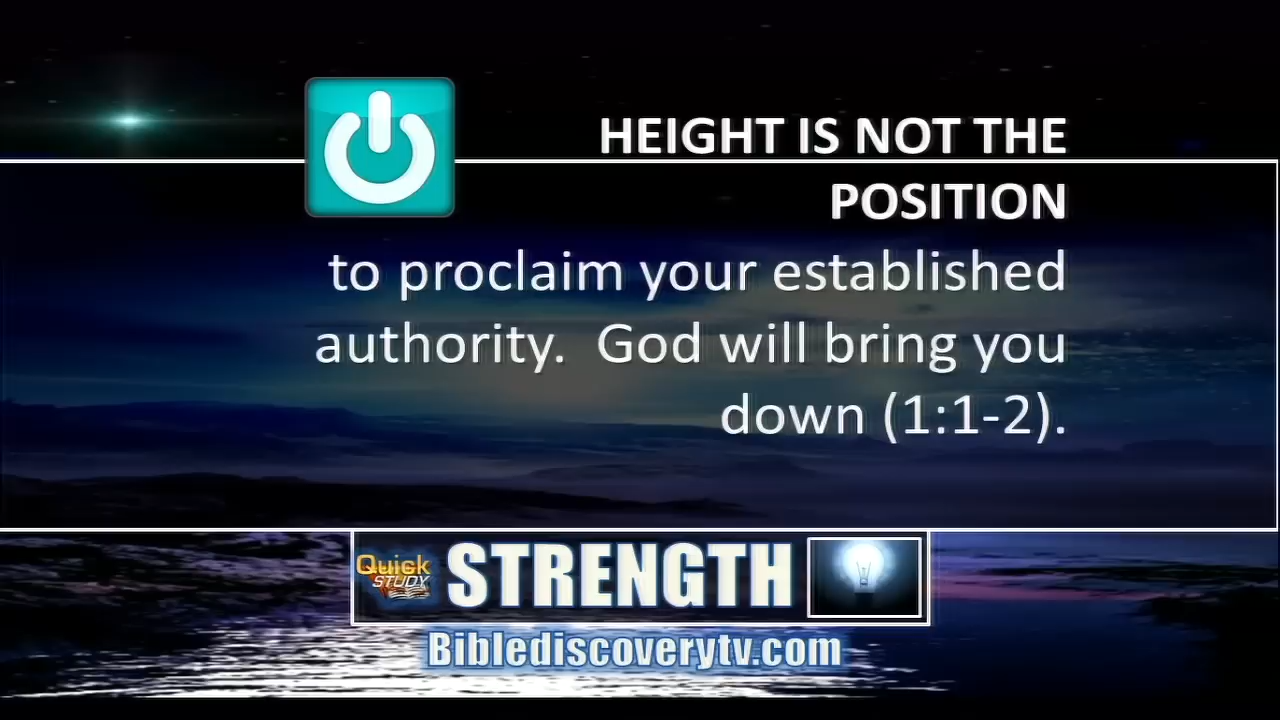 HEIGHT IS NOT THE
POSITION
to proclaim your established
authority.  God will bring you
down (1:1-2).
Quick
STUDY
STRENGTH
Biblediscoverytv.com